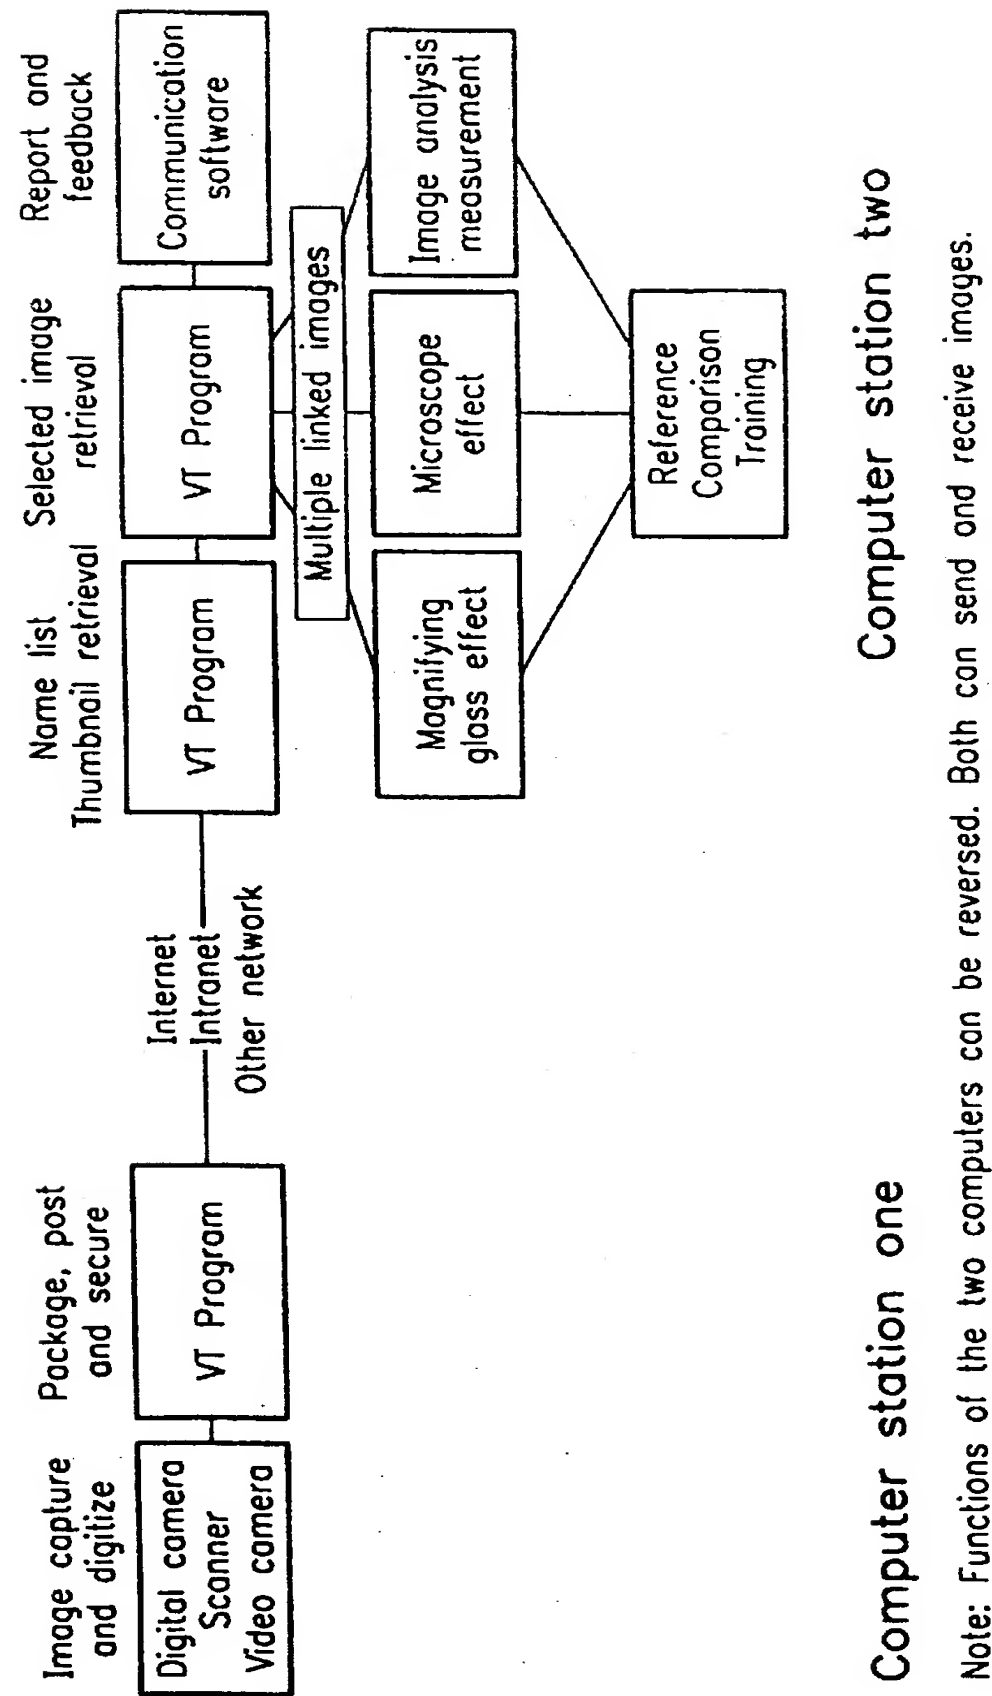 Image capture
and digitize
Digital camera
Scanner
Video camera
Package, post
and secure
VT Program
Internet
Intranet
Other network
Name list
Thumbnail retrieval
VT Program
Selected image
retrieval
VT Program
Report and
feedback
Communication
software
Multiple linked images
Magnifying
glass effect
Microscope
effect
Image analysis
measurement
Reference
Comparison
Training
Computer station one
Computer station two
Note: Functions of the two computers can be reversed. Both can send and receive images.